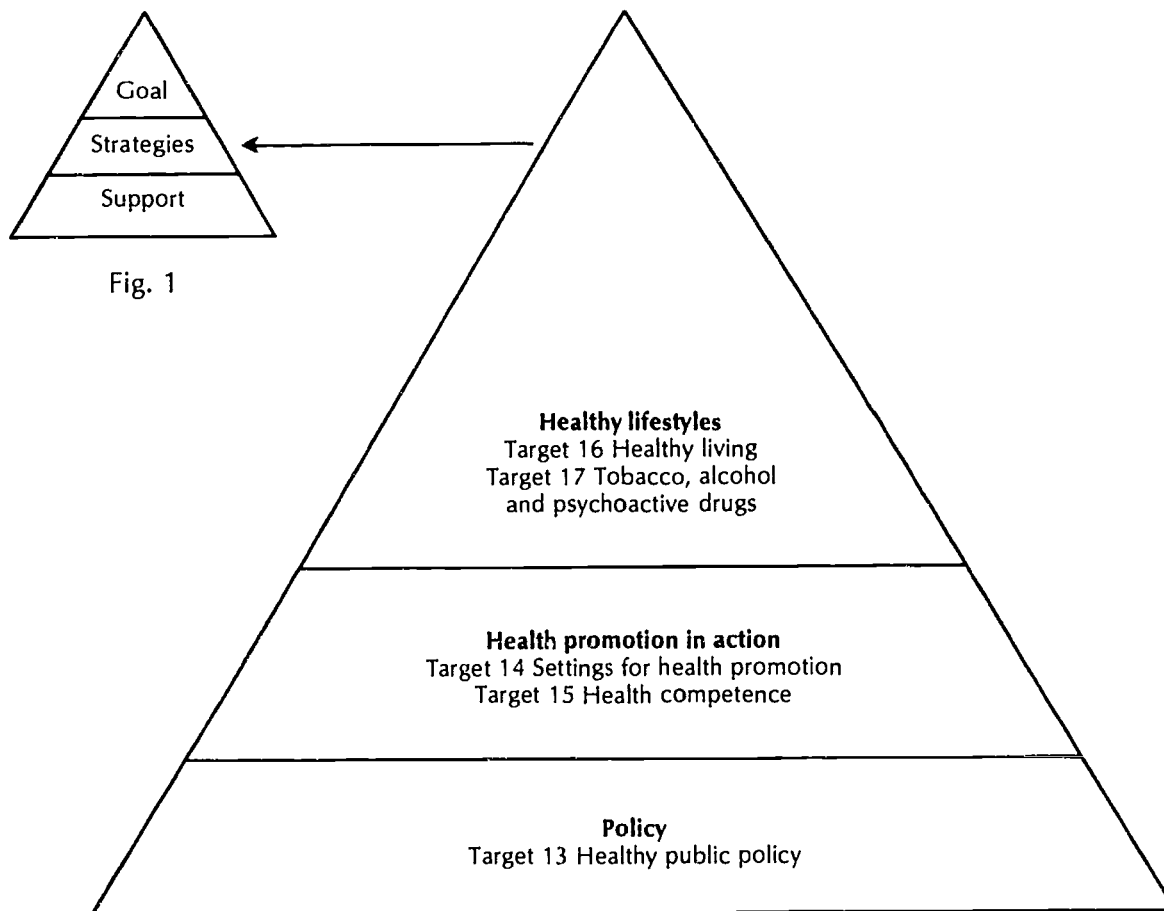 Goal
Strategies
Support
Fig. 1
Healthy lifestyles
Target 16 Healthy living
Target 17 Tobacco, alcohol
and psychoactive drugs
Health promotion in action
Target 14 Settings for health promotion
Target 15 Health competence
Policy
Target 13 Healthy public policy